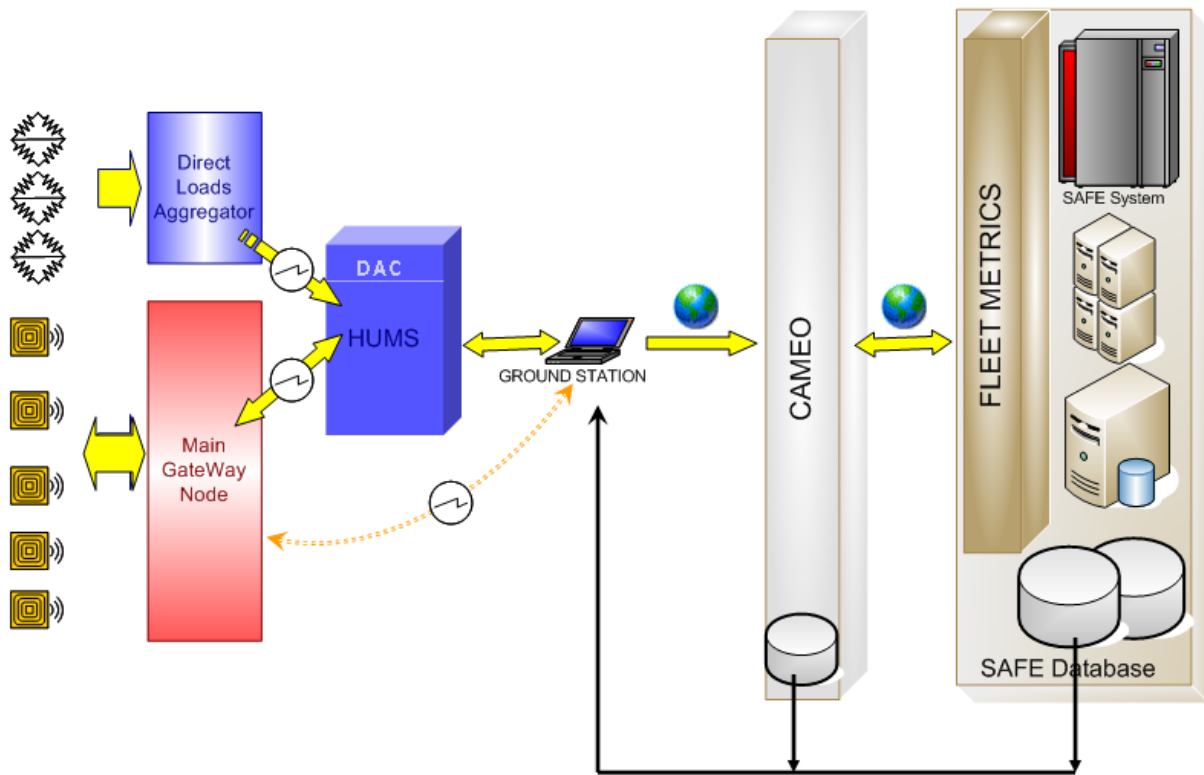 Direct
Loads
Aggregator
DAC
HUMS
Main
GateWay
Node
GROUND STATION
CAMEO
FLEET METRICS
SAFE System
SAFE Database